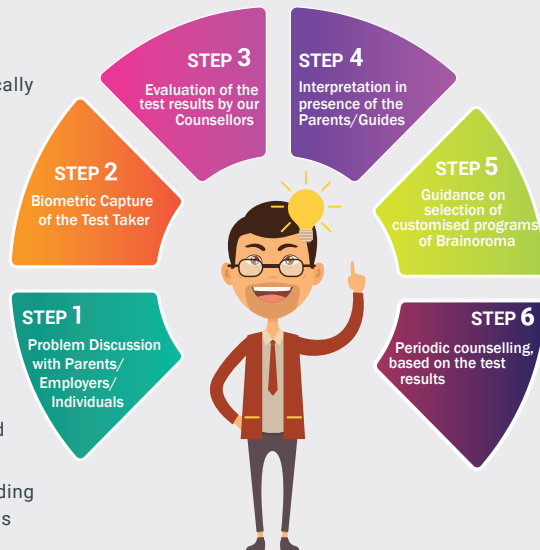 STEP 1
Problem Discussion
with Parents/
Employers/
Individuals
STEP 2
Biometric Capture
of the Test Taker
STEP 3
Evaluation of the
test results by our
Counsellors
STEP 4
Interpretation in
presence of the
Parents/Guides
STEP 5
Guidance on
selection of
customised programs
of Brainoroma
STEP 6
Periodic counselling,
based on the test
results